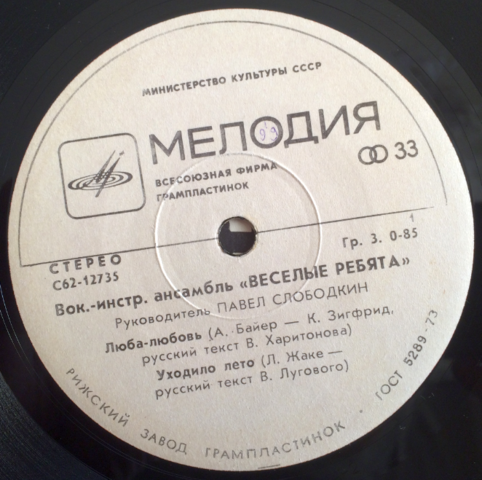 МИНИСТЕРСТВО КУЛЬТУРЫ СССР
МЕЛОДИЯ
ВСЕСОЮЗНАЯ ФИРМА
ГРАМПЛАСТИНОК
33
СТЕРЕО
С62-12735
1
Гр. 3. 0-85
Вок.-инстр. ансамбль «ВЕСЕЛЫЕ РЕБЯТА»
Руководитель ПАВЕЛ СЛОБОДКИН
Люба-любовь (А. Байер — К. Зигфрид,
русский текст В. Харитонова)
Уходило лето (Л. Жаке —
русский текст В. Лугового)
РИЖСКИЙ ЗАВОД ГРАМПЛАСТИНОК • ГОСТ 5289-73